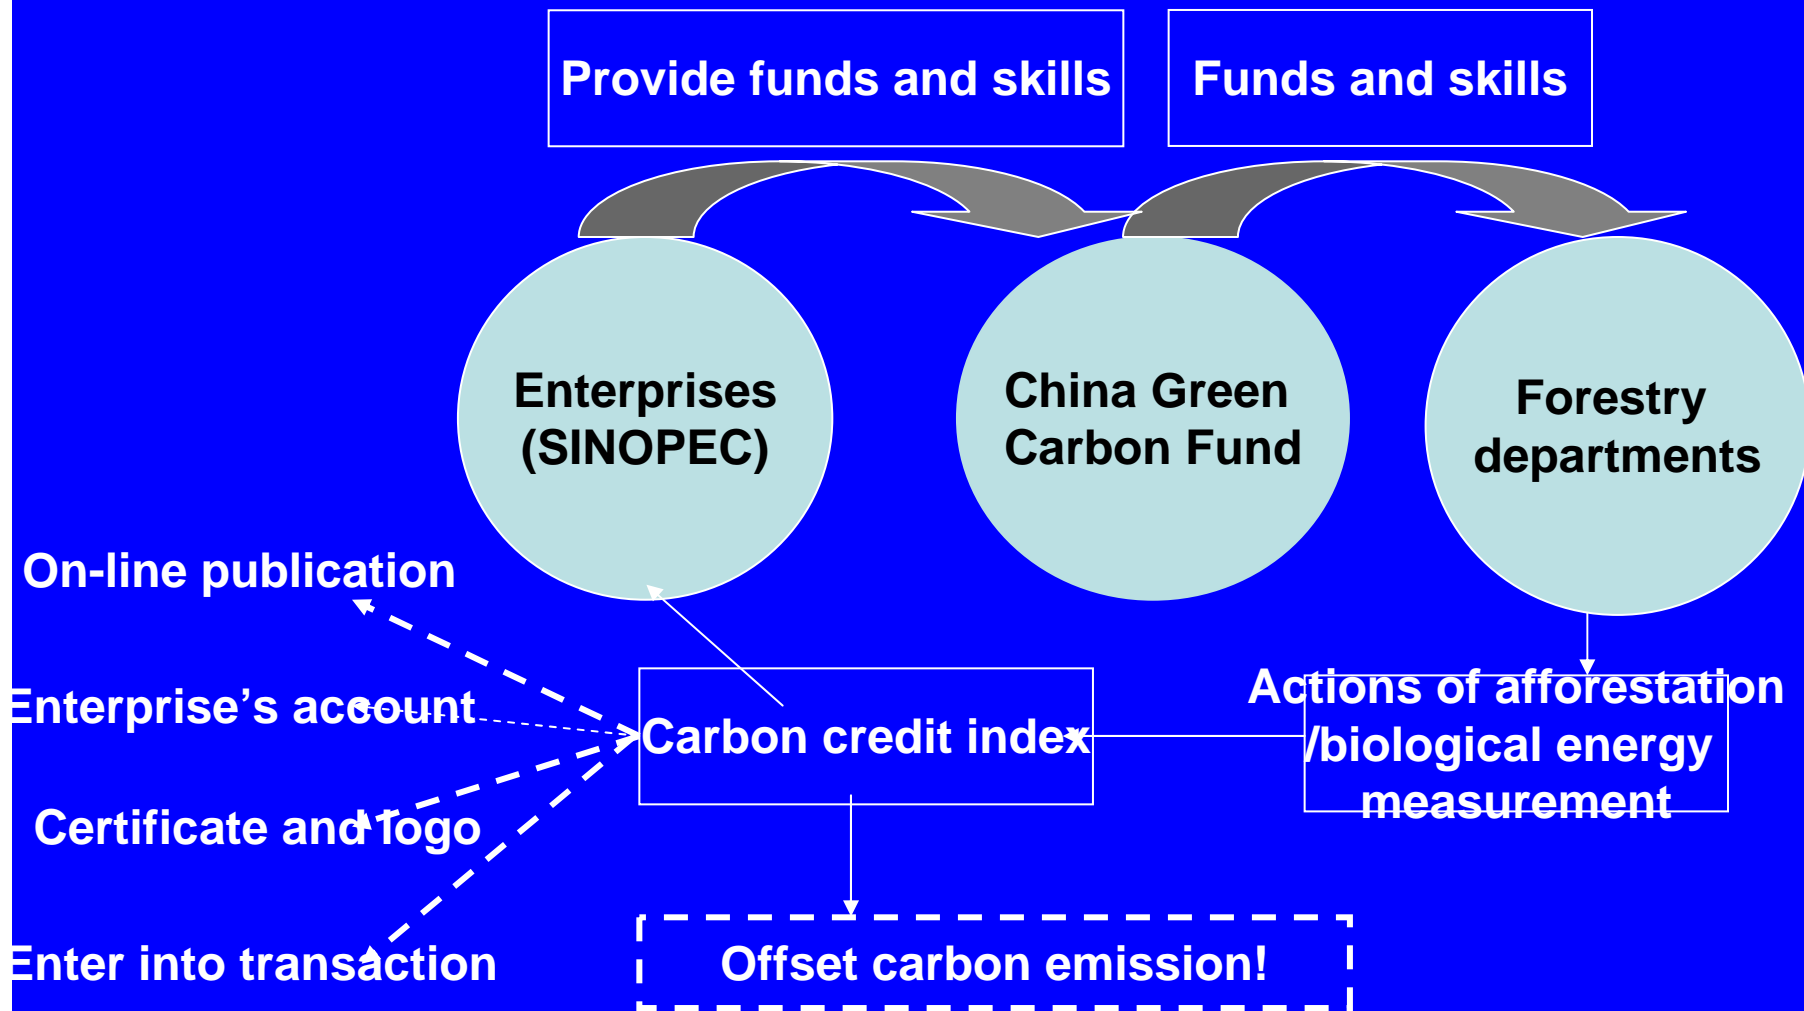 Provide funds and skills
Funds and skills
Enterprises
(SINOPEC)
China Green
Carbon Fund
Forestry
departments
On-line publication
Enterprise’s account
Certificate and logo
Enter into transaction
Carbon credit index
Actions of afforestation
/biological energy
measurement
Offset carbon emission!